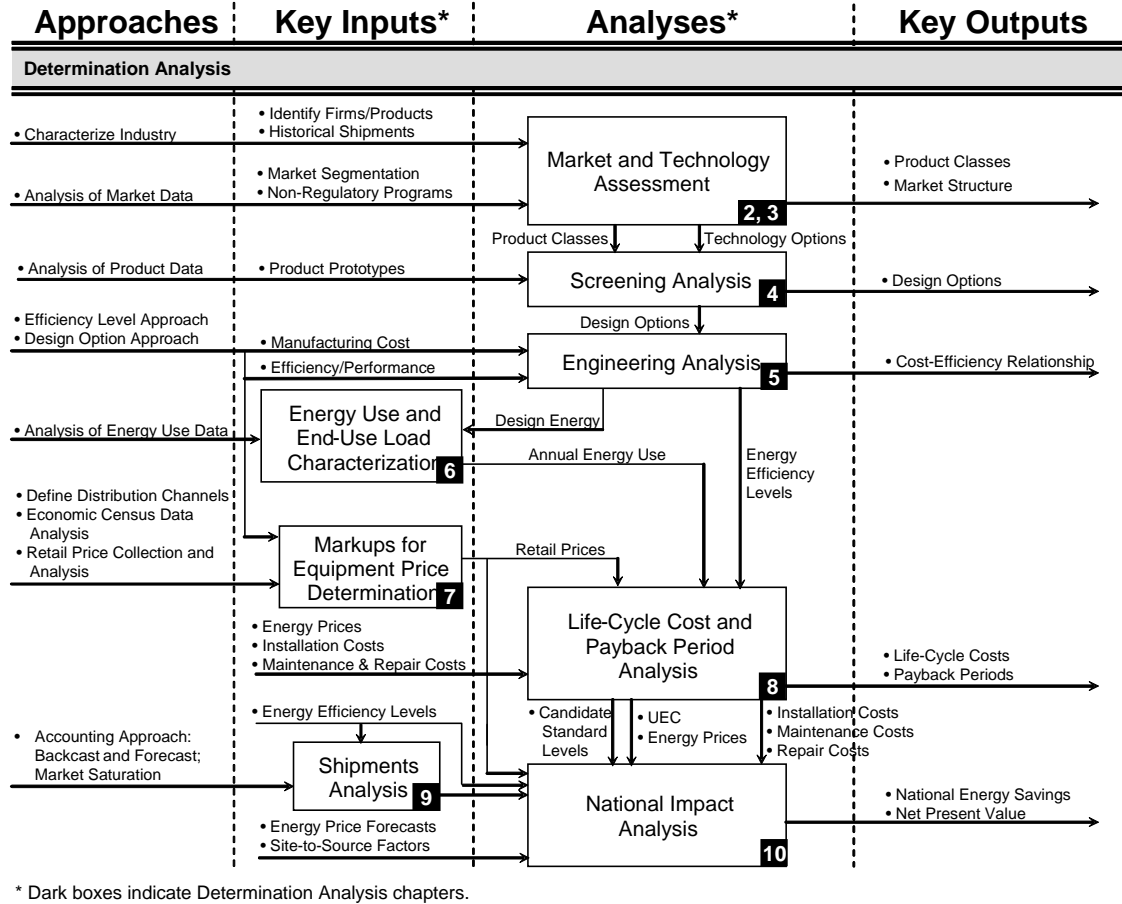 Approaches
Key Inputs*
Analyses*
Key Outputs
Determination Analysis
• Characterize Industry
• Identify Firms/Products
• Historical Shipments
Market and Technology
Assessment
2, 3
• Analysis of Market Data
• Market Segmentation
• Non-Regulatory Programs
• Product Classes
• Market Structure
Product Classes
Technology Options
• Analysis of Product Data
• Product Prototypes
Screening Analysis
4
• Design Options
Design Options
• Efficiency Level Approach
• Design Option Approach
• Manufacturing Cost
• Efficiency/Performance
Engineering Analysis
5
• Cost-Efficiency Relationship
• Analysis of Energy Use Data
Energy Use and
End-Use Load
Characterization
6
Design Energy
Annual Energy Use
Energy
Efficiency
Levels
• Define Distribution Channels
• Economic Census Data
Analysis
• Retail Price Collection and
Analysis
Markups for
Equipment Price
Determination
7
Retail Prices
• Energy Prices
• Installation Costs
• Maintenance & Repair Costs
Life-Cycle Cost and
Payback Period
Analysis
8
• Life-Cycle Costs
• Payback Periods
• Candidate
Standard
Levels
• UEC
• Energy Prices
• Installation Costs
• Maintenance Costs
• Repair Costs
• Energy Efficiency Levels
• Accounting Approach:
Backcast and Forecast;
Market Saturation
Shipments
Analysis
9
• Energy Price Forecasts
• Site-to-Source Factors
National Impact
Analysis
10
• National Energy Savings
• Net Present Value
* Dark boxes indicate Determination Analysis chapters.